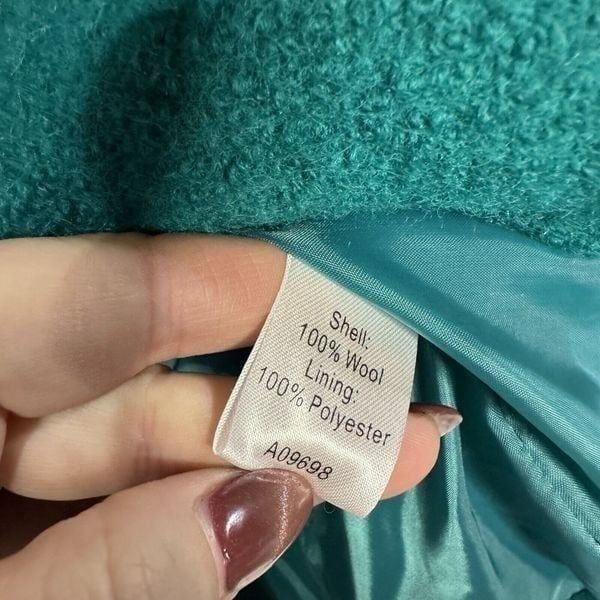 Shell:
100% Wool
Lining:
100% Polyester
A09698